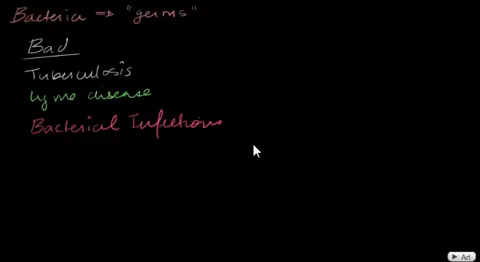 Bacteria => "germs"
Bad
Tuberculosis
Lyme disease
Bacterial Infections
Ad